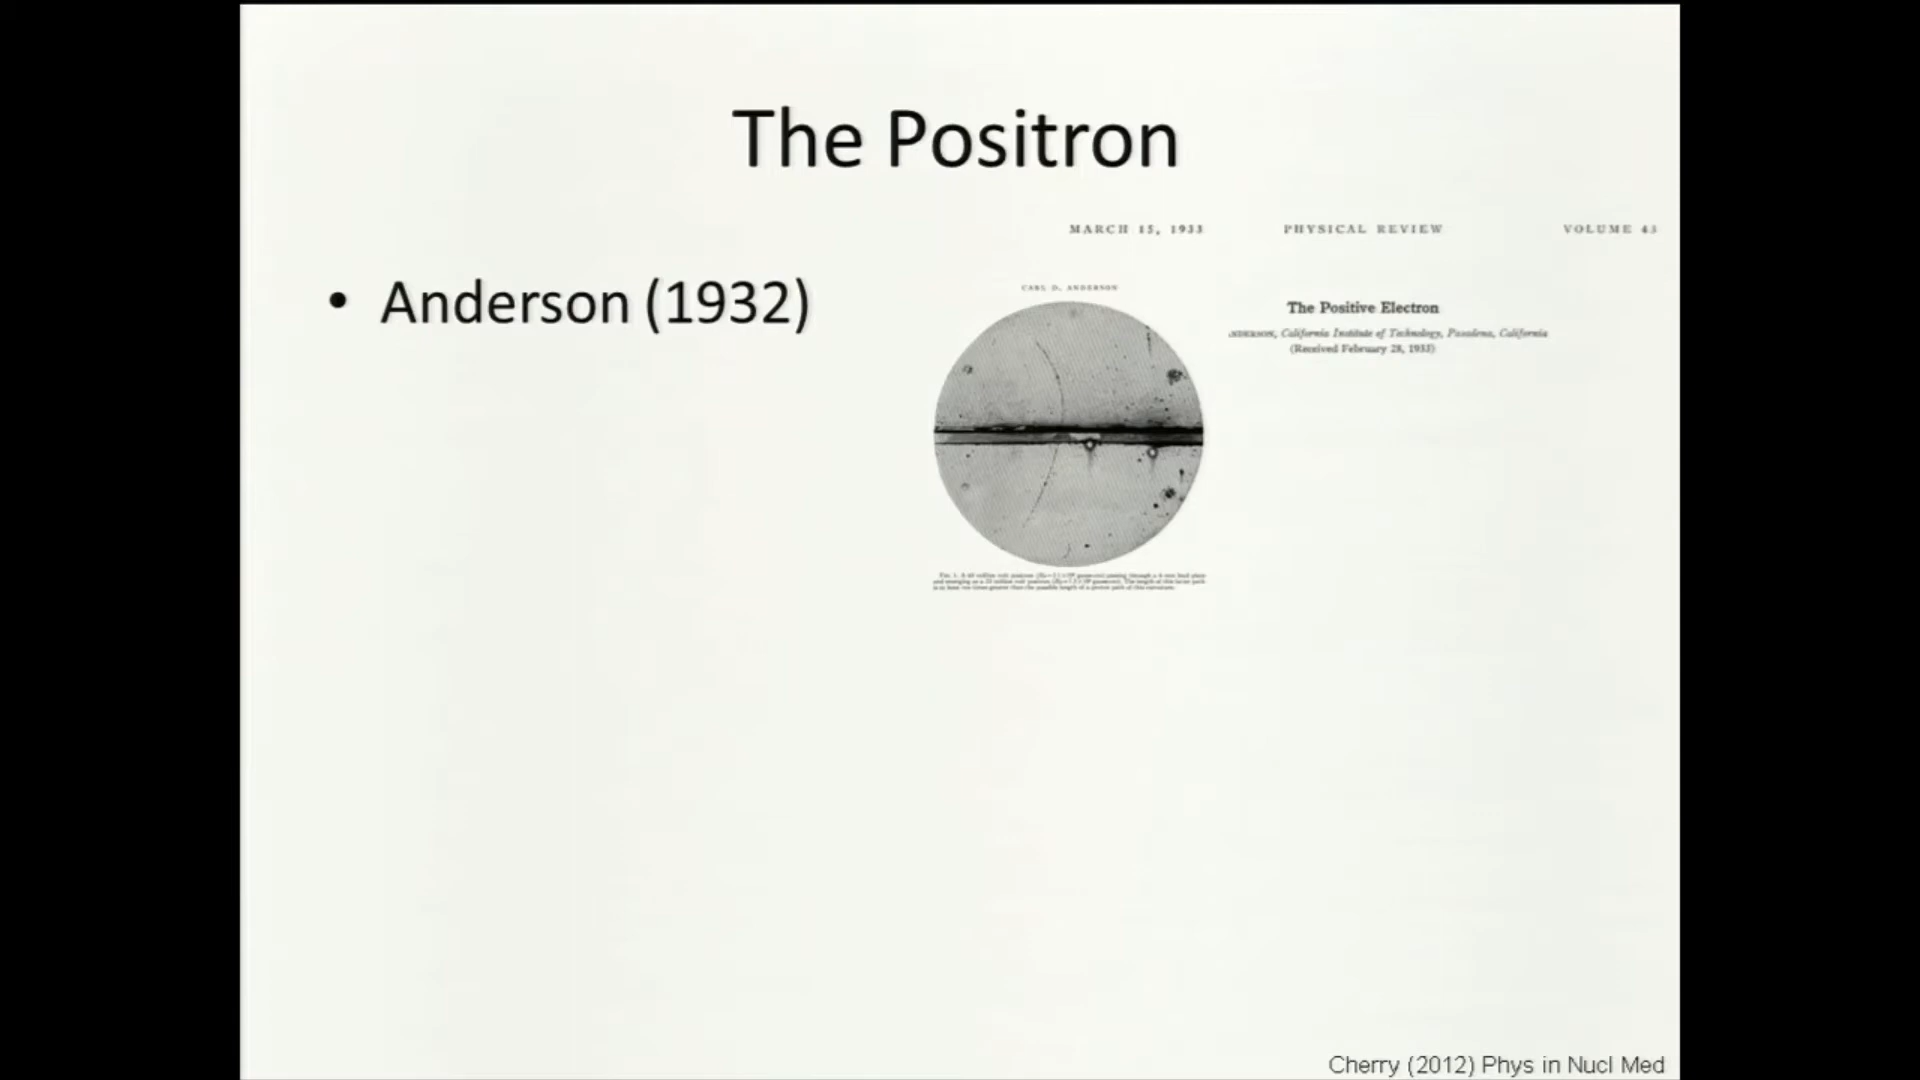 The Positron
MARCH 15, 1933 PHYSICAL REVIEW VOLUME 43
• Anderson (1932)
CARL D. ANDERSON
The Positive Electron
ANDERSON, California Institute of Technology, Pasadena, California
(Received February 28, 1933)
Cherry (2012) Phys in Nucl Med